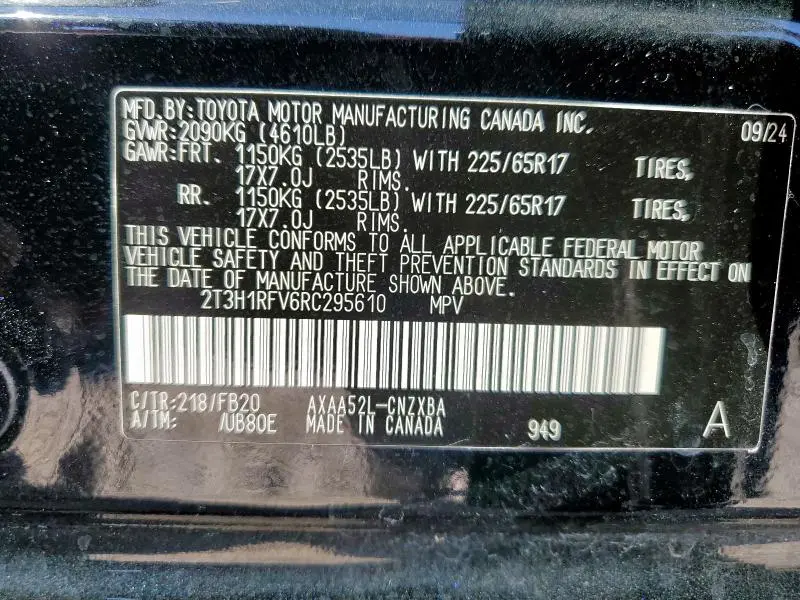 MFD.BY:TOYOTA MOTOR MANUFACTURING CANADA INC. 09/24
GVWR:2090KG (4610LB)
GAWR:FRT. 1150KG (2535LB) WITH 225/65R17 TIRES,
17X7.0J RIMS.
RR. 1150KG (2535LB) WITH 225/65R17 TIRES,
17X7.0J RIMS.
THIS VEHICLE CONFORMS TO ALL APPLICABLE FEDERAL MOTOR
VEHICLE SAFETY AND THEFT PREVENTION STANDARDS IN EFFECT ON
THE DATE OF MANUFACTURE SHOWN ABOVE.
2T3H1RFV6RC295610 MPV
C/TR:218/FB20 AXAA52L-CNZXBA
A/TM: /UB80E MADE IN CANADA 949 A